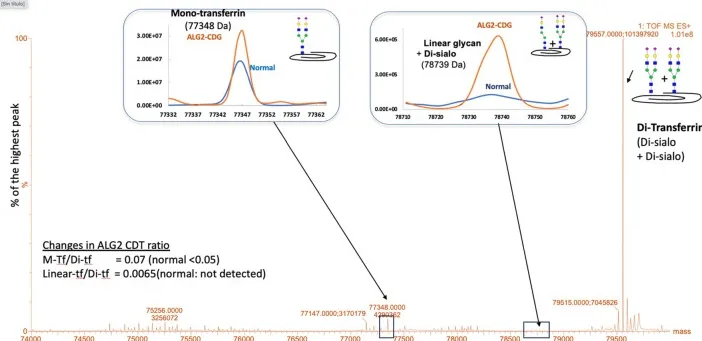 [Sin título]
Mono-transferrin
(77348 Da)
ALG2-CDG
3.00E+07
2.00E+07
1.00E+07
0.00E+00
Normal
77332 77337 77342 77347 77352 77357 77362
ALG2-CDG
6.00E+05
3.00E+05
0.00E+00
Linear glycan
+ Di-sialo
(78739 Da)
Normal
78710 78720 78730 78740 78750 78760
+
1: TOF MS ES+
1.01e8
79557.0000;101397920
+
Di-Transferrin
(Di-sialo
+ Di-sialo)
100
% of the highest peak
%
0
Changes in ALG2 CDT ratio
M-Tf/Di-tf = 0.07 (normal <0.05)
Linear-tf/Di-tf = 0.0065(normal: not detected)
75256.0000
3256072
77147.0000;3170179
77348.0000
4290762
79515.0000;7045826
mass
74000 74500 75000 75500 76000 76500 77000 77500 78000 78500 79000 79500